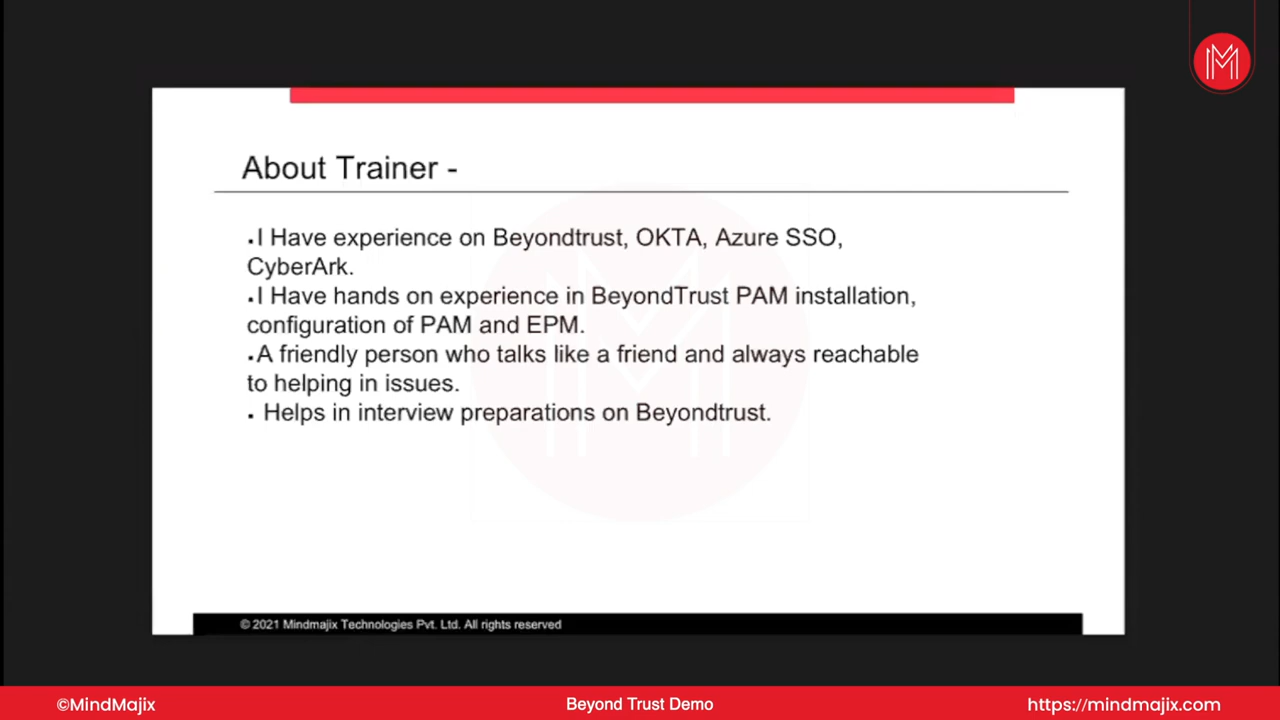 About Trainer -
▪I Have experience on Beyondtrust, OKTA, Azure SSO,
CyberArk.
▪I Have hands on experience in BeyondTrust PAM installation,
configuration of PAM and EPM.
▪A friendly person who talks like a friend and always reachable
to helping in issues.
▪ Helps in interview preparations on Beyondtrust.
© 2021 Mindmajix Technologies Pvt. Ltd. All rights reserved
©MindMajix
Beyond Trust Demo
https://mindmajix.com